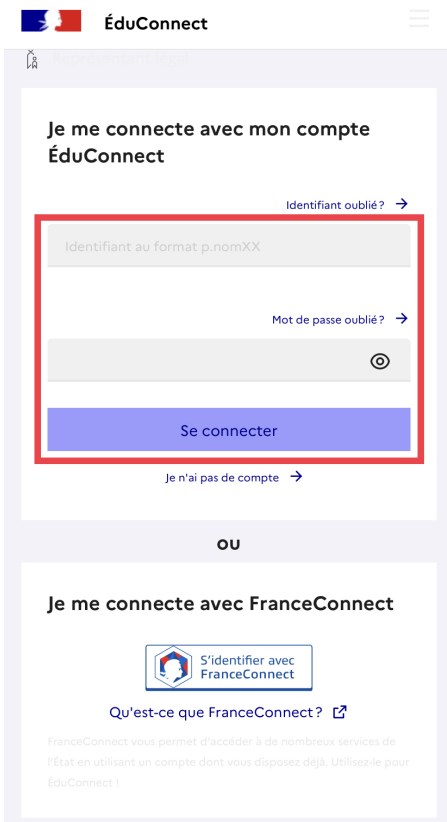 ÉduConnect
Représentant légal
Je me connecte avec mon compte
ÉduConnect
Identifiant oublié ? →
Identifiant au format p.nomXX
Mot de passe oublié ? →
Se connecter
Je n'ai pas de compte →
OU
Je me connecte avec FranceConnect
S'identifier avec
FranceConnect
Qu'est-ce que FranceConnect ?
FranceConnect vous permet d'accéder à de nombreux services de
l'État en utilisant un compte dont vous disposez déjà. Utilisez-le pour
ÉduConnect !